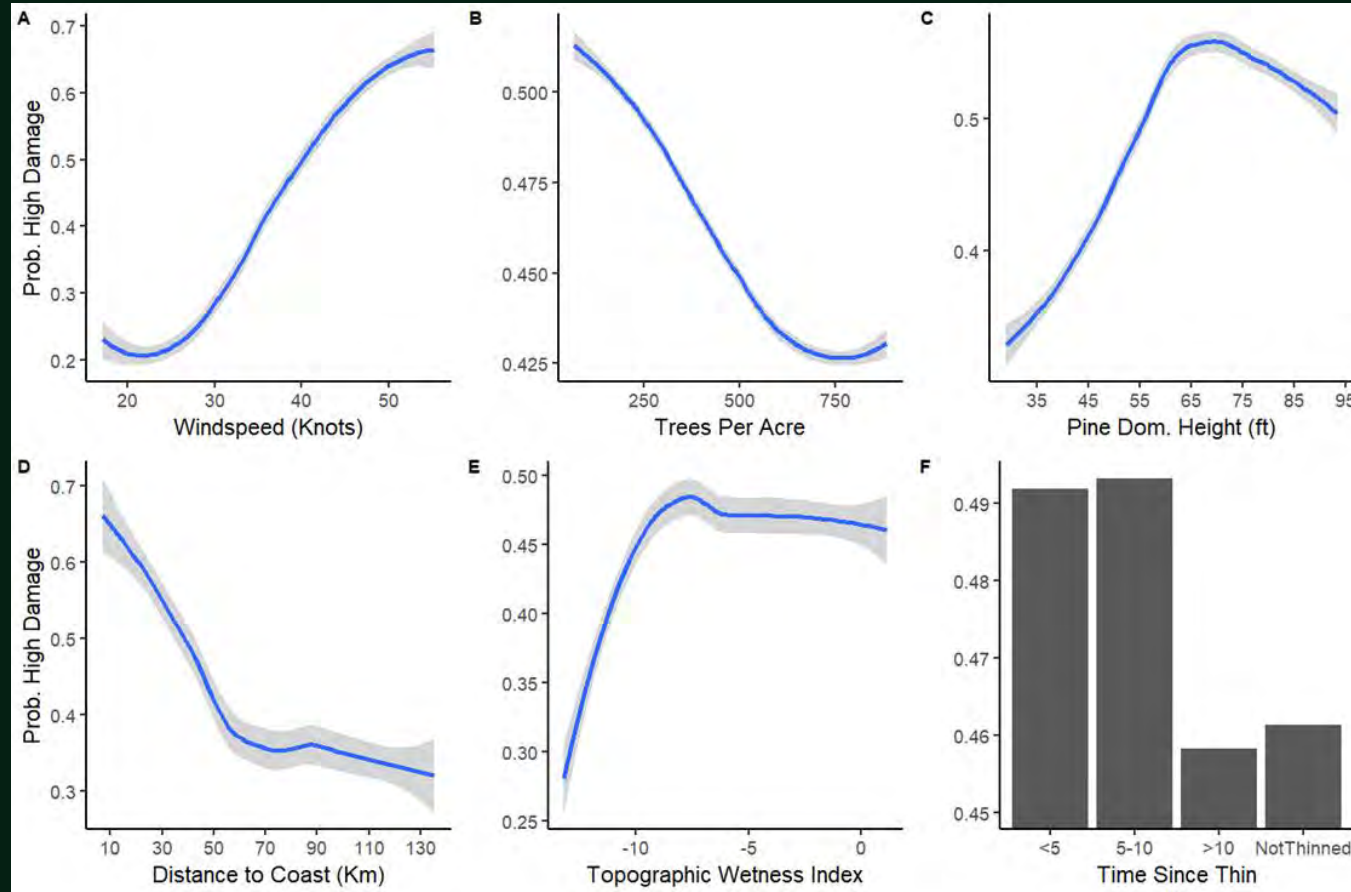 A
Prob. High Damage
0.7
0.6
0.5
0.4
0.3
0.2
20 30 40 50
Windspeed (Knots)
B
0.500
0.475
0.450
0.425
250 500 750
Trees Per Acre
C
0.5
0.4
35 45 55 65 75 85 95
Pine Dom. Height (ft)
D
Prob. High Damage
0.7
0.6
0.5
0.4
0.3
10 30 50 70 90 110 130
Distance to Coast (Km)
E
0.50
0.45
0.40
0.35
0.30
0.25
-10 -5 0
Topographic Wetness Index
F
0.49
0.48
0.47
0.46
0.45
<5 5-10 >10 NotThinned
Time Since Thin